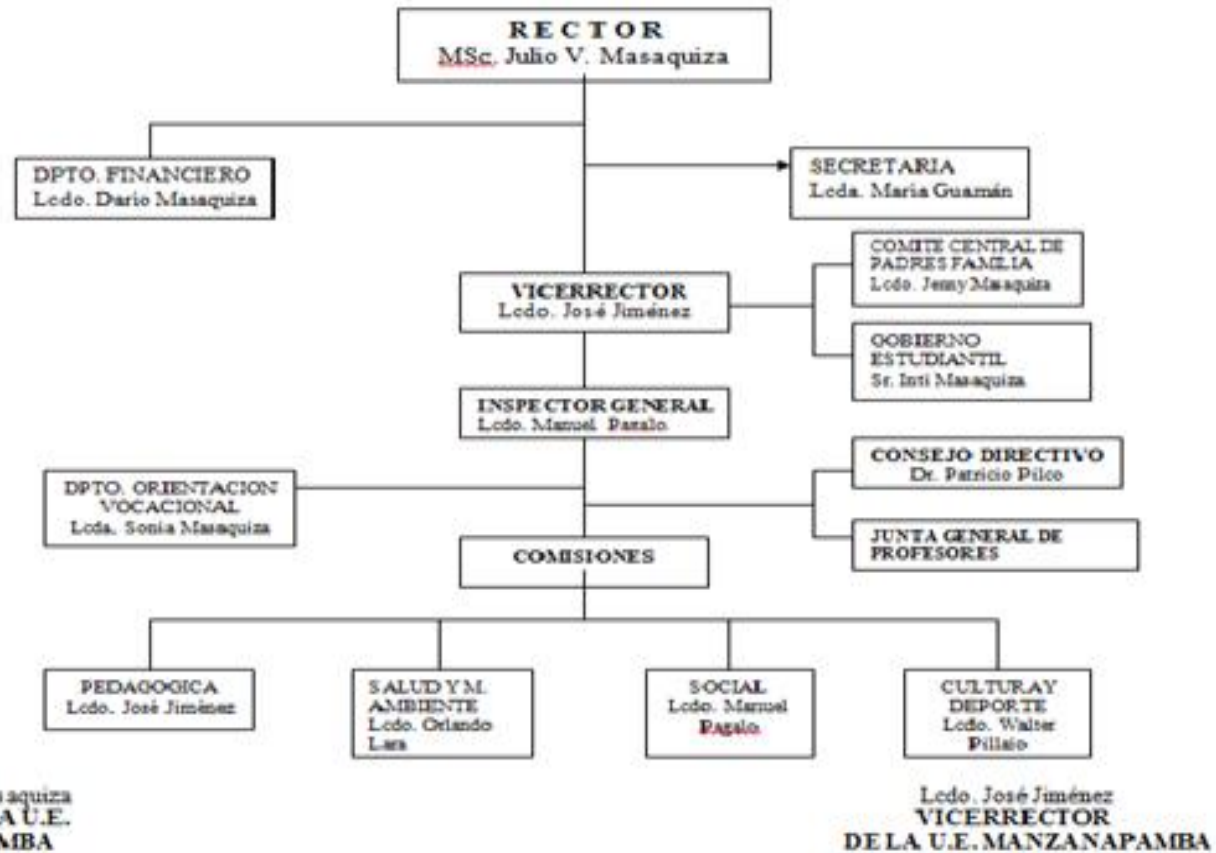 RECTOR
MSc. Julio V. Masaquiza
DPTO. FINANCIERO
Lcdo. Dario Masaquiza
SECRETARIA
Lcda. Maria Guamán
COMITE CENTRAL DE
PADRES FAMILIA
Lcdo. Jenny Masaquiza
VICERRECTOR
Lcdo. José Jiménez
GOBIERNO
ESTUDIANTIL
Sr. Inti Masaquiza
INSPECTOR GENERAL
Lcdo. Manuel Pagalo
CONSEJO DIRECTIVO
Dr. Patricio Pilco
DPTO. ORIENTACION
VOCACIONAL
Lcda. Sonia Masaquiza
JUNTA GENERAL DE
PROFESORES
COMISIONES
PEDAGOGICA
Lcdo. José Jiménez
SALUD Y M.
AMBIENTE
Lcdo. Orlando
Lara
SOCIAL
Lcdo. Manuel
Pagalo
CULTURA Y
DEPORTE
Lcdo. Walter
aquiza
A U.E.
MBA
Lcdo. José Jiménez
VICERRECTOR
DE LA U.E. MANZANAPAMBA